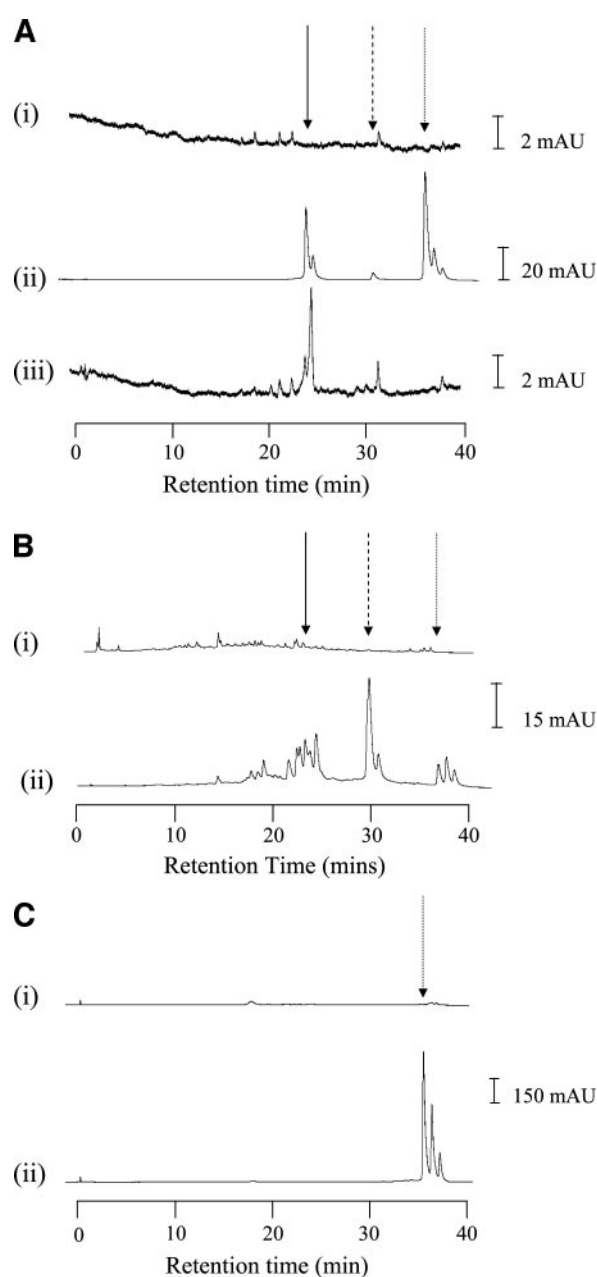 A
(i)
2 mAU
(ii)
20 mAU
(iii)
2 mAU
0 10 20 30 40
Retention time (min)
B
(i)
15 mAU
(ii)
0 10 20 30 40
Retention Time (mins)
C
(i)
150 mAU
(ii)
0 10 20 30 40
Retention time (min)